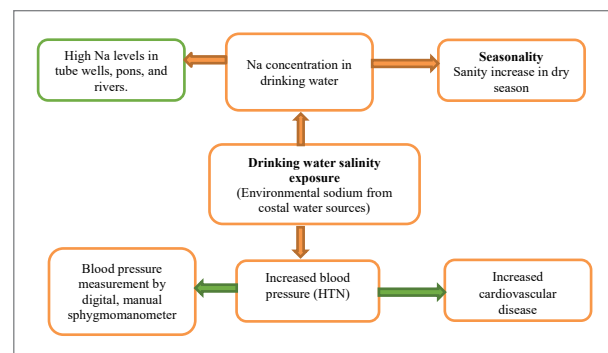 High Na levels in
tube wells, pons, and
rivers.
Na concentration in
drinking water
Seasonality
Sanity increase in dry
season
Drinking water salinity
exposure
(Environmental sodium from
costal water sources)
Blood pressure
measurement by
digital, manual
sphygmomanometer
Increased blood
pressure (HTN)
Increased
cardiovascular
disease